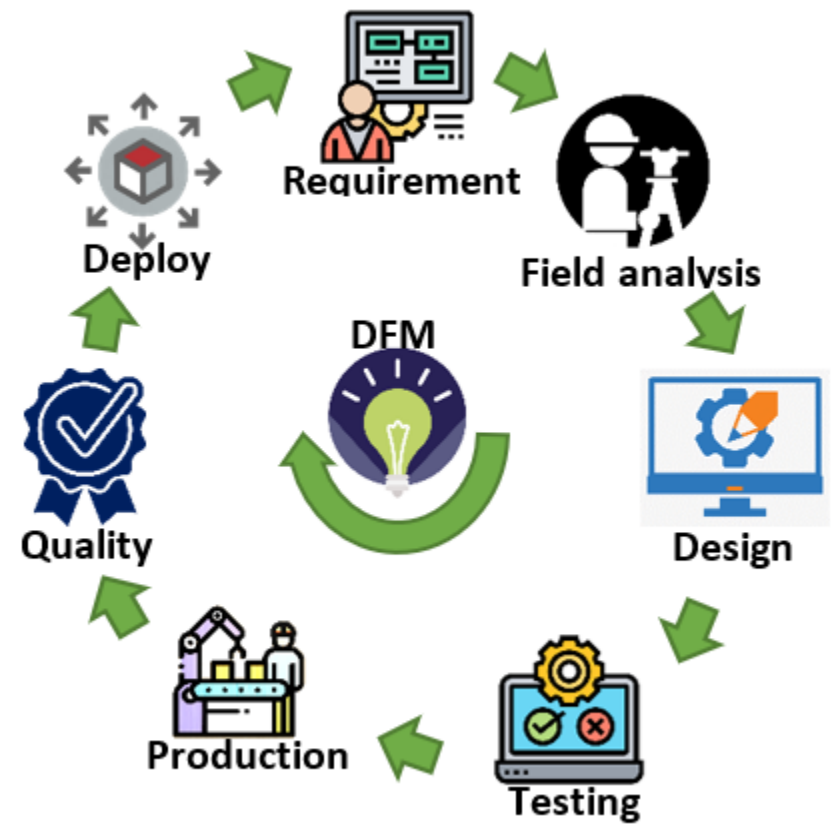 Requirement
Field analysis
Design
Testing
Production
Quality
Deploy
DFM